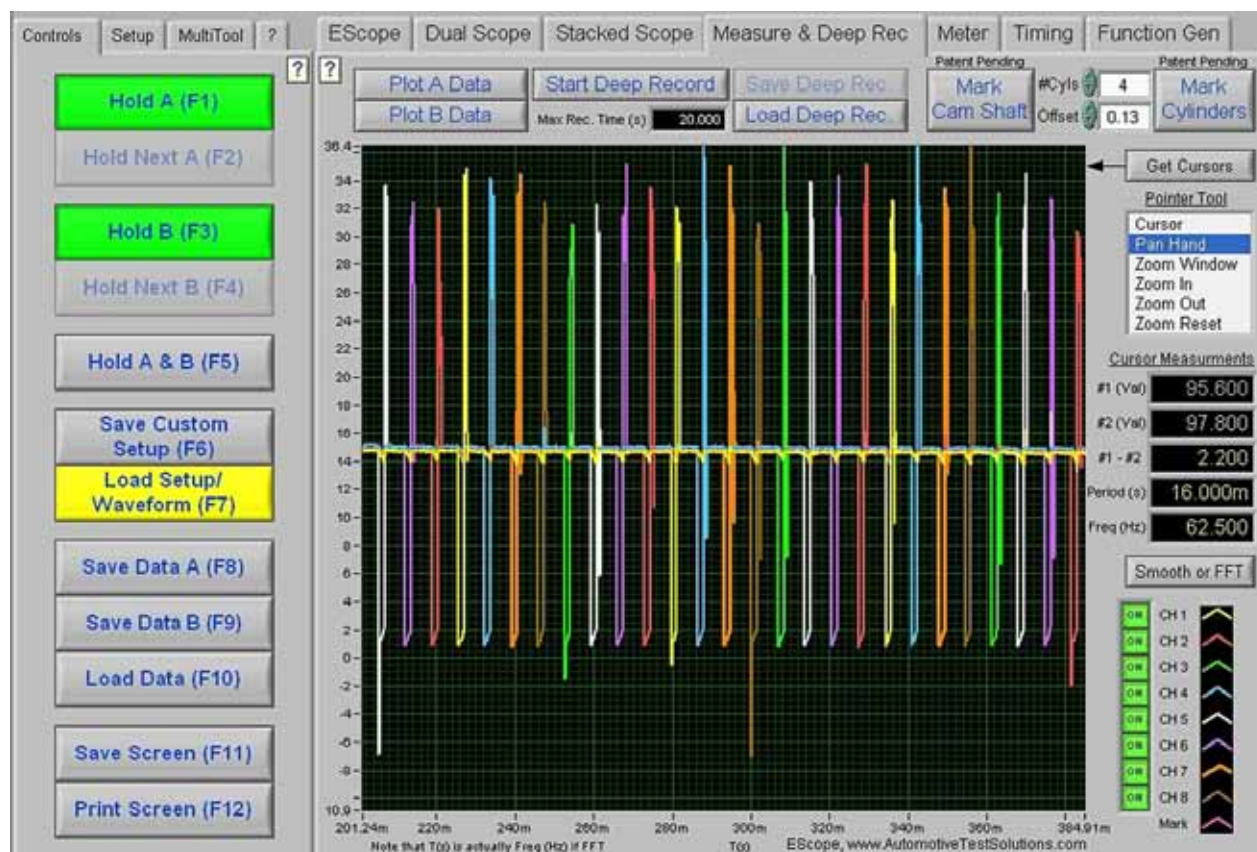 Controls Setup MultiTool ?
EScope Dual Scope Stacked Scope Measure & Deep Rec Meter Timing Function Gen
?
Hold A (F1)
Hold Next A (F2)
Hold B (F3)
Hold Next B (F4)
Hold A & B (F5)
Save Custom
Setup (F6)
Load Setup/
Waveform (F7)
Save Data A (F8)
Save Data B (F9)
Load Data (F10)
Save Screen (F11)
Print Screen (F12)
?
Plot A Data
Plot B Data
Start Deep Record
Max Rec. Time (s) 20.000
Save Deep Rec.
Load Deep Rec.
Patent Pending
Mark
Cam Shaft
#Cyls 4
Offset 0.13
Patent Pending
Mark
Cylinders
36.4
34
32
30
28
26
24
22
20
18
16
14
12
10
8
6
4
2
0
-2
-4
-6
-8
10.9
201.24m 220m 240m 260m 280m 300m 320m 340m 360m 384.91m
Note that T(s) is actually Freq (Hz) if FFT T(s) EScope, www.AutomotiveTestSolutions.com
Get Cursors
Pointer Tool
Cursor
Pan Hand
Zoom Window
Zoom In
Zoom Out
Zoom Reset
Cursor Measurments
#1 (Val) 95.600
#2 (Val) 97.800
#1 - #2 2.200
Period (s) 16.000m
Freq (Hz) 62.500
Smooth or FFT
ON CH 1
ON CH 2
ON CH 3
ON CH 4
ON CH 5
ON CH 6
ON CH 7
ON CH 8
Mark